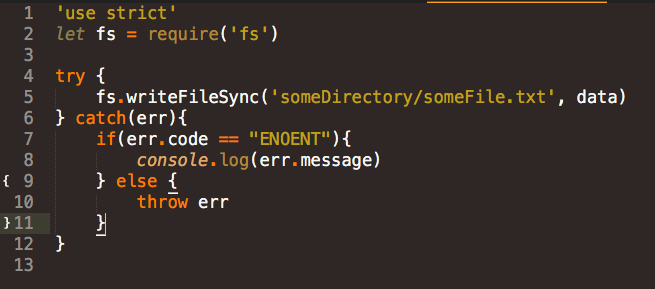 1 'use strict'
2 let fs = require('fs')
3
4 try {
5     fs.writeFileSync('someDirectory/someFile.txt', data)
6 } catch(err){
7     if(err.code == "ENOENT"){
8         console.log(err.message)
{ 9     } else {
10         throw err
} 11     }
12 }
13